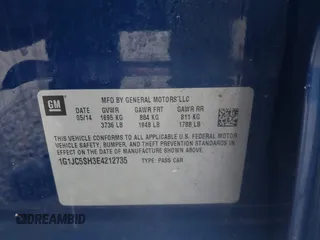 GM
MFD BY GENERAL MOTORS LLC
DATE GVWR GAWR FRT GAWR RR
05/14 1695 KG 884 KG 811 KG
3736 LB 1948 LB 1788 LB
THIS VEHICLE CONFORMS TO ALL APPLICABLE U.S. FEDERAL MOTOR
VEHICLE SAFETY, BUMPER, AND THEFT PREVENTION STANDARDS IN
EFFECT ON THE DATE OF MANUFACTURE SHOWN ABOVE.
1G1JC5SH3E4212735 TYPE: PASS CAR
DREAMBID